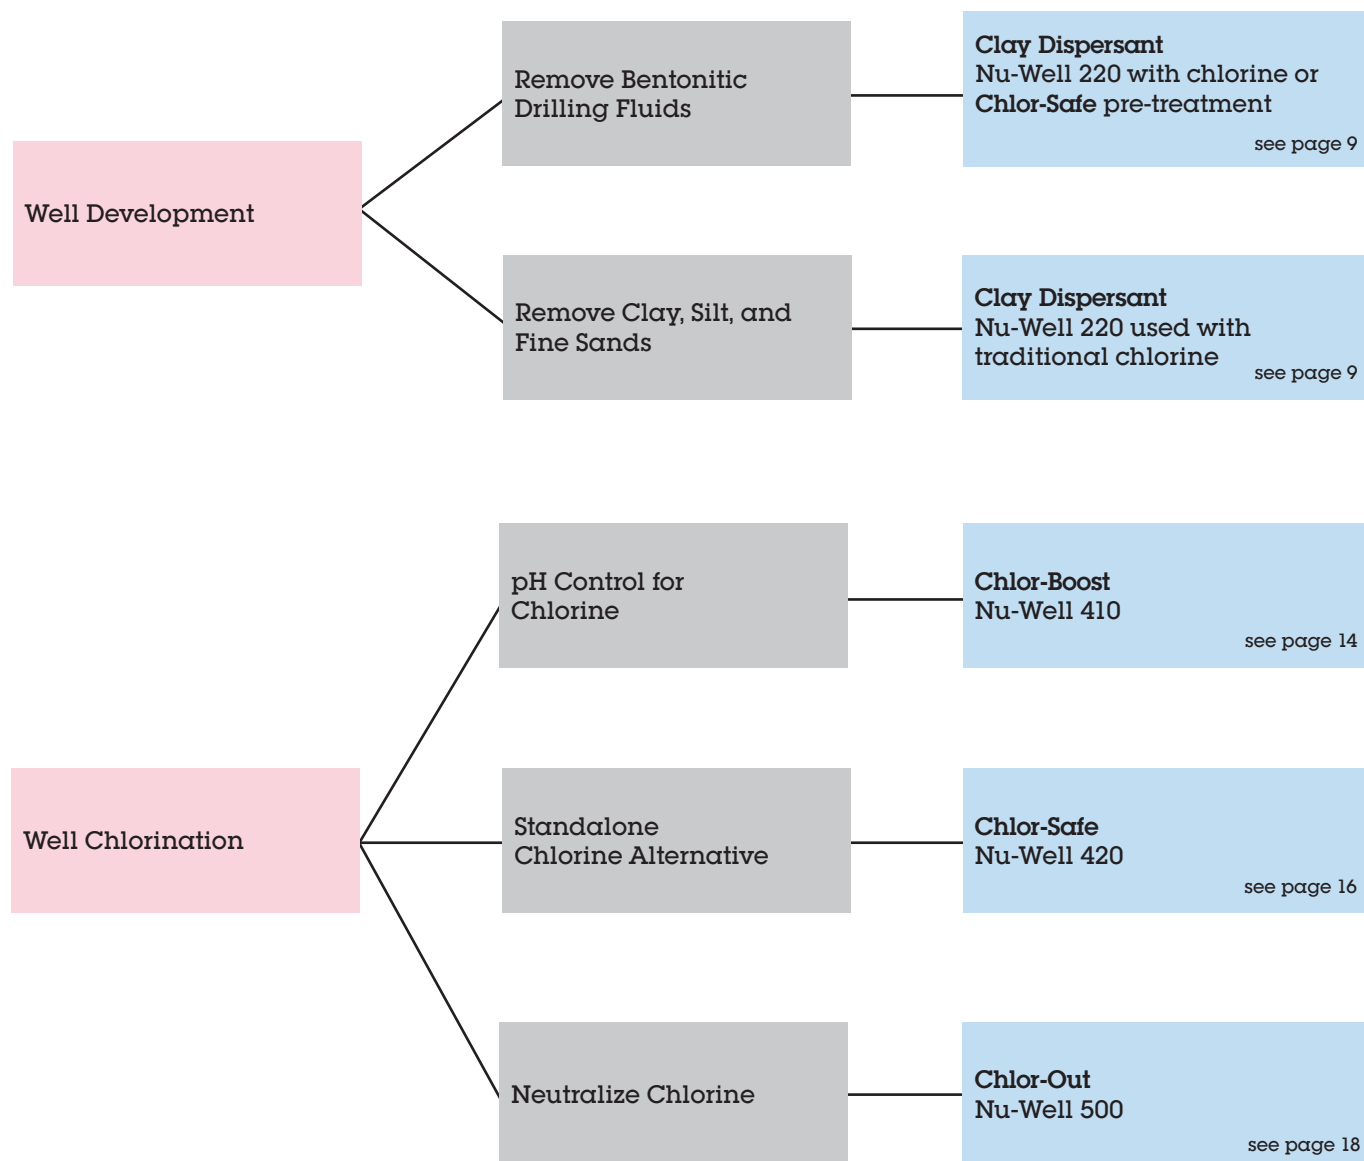 Well Development
Remove Bentonitic
Drilling Fluids
Clay Dispersant
Nu-Well 220 with chlorine or
Chlor-Safe pre-treatment
see page 9
Remove Clay, Silt, and
Fine Sands
Clay Dispersant
Nu-Well 220 used with
traditional chlorine
see page 9
Well Chlorination
pH Control for
Chlorine
Chlor-Boost
Nu-Well 410
see page 14
Standalone
Chlorine Alternative
Chlor-Safe
Nu-Well 420
see page 16
Neutralize Chlorine
Chlor-Out
Nu-Well 500
see page 18